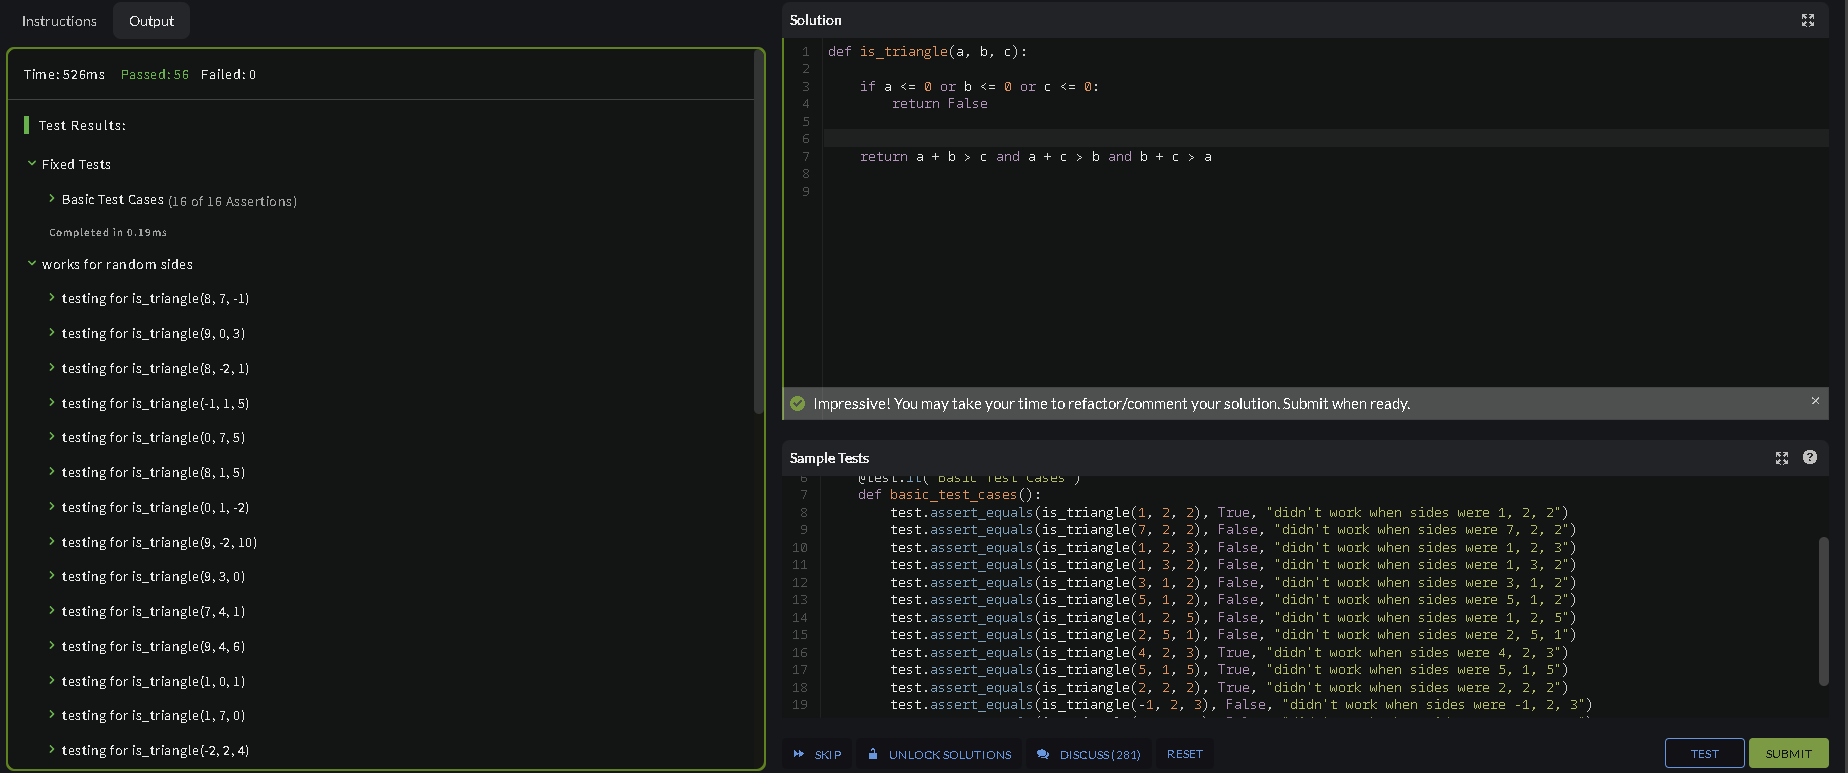 Instructions
Output
Time: 526ms Passed: 56 Failed: 0
Test Results:
Fixed Tests
Basic Test Cases (16 of 16 Assertions)
Completed in 0.19ms
works for random sides
testing for is_triangle(8, 7, -1)
testing for is_triangle(9, 0, 3)
testing for is_triangle(8, -2, 1)
testing for is_triangle(-1, 1, 5)
testing for is_triangle(0, 7, 5)
testing for is_triangle(8, 1, 5)
testing for is_triangle(0, 1, -2)
testing for is_triangle(9, -2, 10)
testing for is_triangle(9, 3, 0)
testing for is_triangle(7, 4, 1)
testing for is_triangle(9, 4, 6)
testing for is_triangle(1, 0, 1)
testing for is_triangle(1, 7, 0)
testing for is_triangle(-2, 2, 4)
Solution
1 def is_triangle(a, b, c):
2
3 if a <= 0 or b <= 0 or c <= 0:
4 return False
5
6
7 return a + b > c and a + c > b and b + c > a
8
9
Impressive! You may take your time to refactor/comment your solution. Submit when ready.
Sample Tests
6 @test.it("Basic Test Cases")
7 def basic_test_cases():
8 test.assert_equals(is_triangle(1, 2, 2), True, "didn't work when sides were 1, 2, 2")
9 test.assert_equals(is_triangle(7, 2, 2), False, "didn't work when sides were 7, 2, 2")
10 test.assert_equals(is_triangle(1, 2, 3), False, "didn't work when sides were 1, 2, 3")
11 test.assert_equals(is_triangle(1, 3, 2), False, "didn't work when sides were 1, 3, 2")
12 test.assert_equals(is_triangle(3, 1, 2), False, "didn't work when sides were 3, 1, 2")
13 test.assert_equals(is_triangle(5, 1, 2), False, "didn't work when sides were 5, 1, 2")
14 test.assert_equals(is_triangle(1, 2, 5), False, "didn't work when sides were 1, 2, 5")
15 test.assert_equals(is_triangle(2, 5, 1), False, "didn't work when sides were 2, 5, 1")
16 test.assert_equals(is_triangle(4, 2, 3), True, "didn't work when sides were 4, 2, 3")
17 test.assert_equals(is_triangle(5, 1, 5), True, "didn't work when sides were 5, 1, 5")
18 test.assert_equals(is_triangle(2, 2, 2), True, "didn't work when sides were 2, 2, 2")
19 test.assert_equals(is_triangle(-1, 2, 3), False, "didn't work when sides were -1, 2, 3")
SKIP
UNLOCK SOLUTIONS
DISCUSS (281)
RESET
TEST
SUBMIT